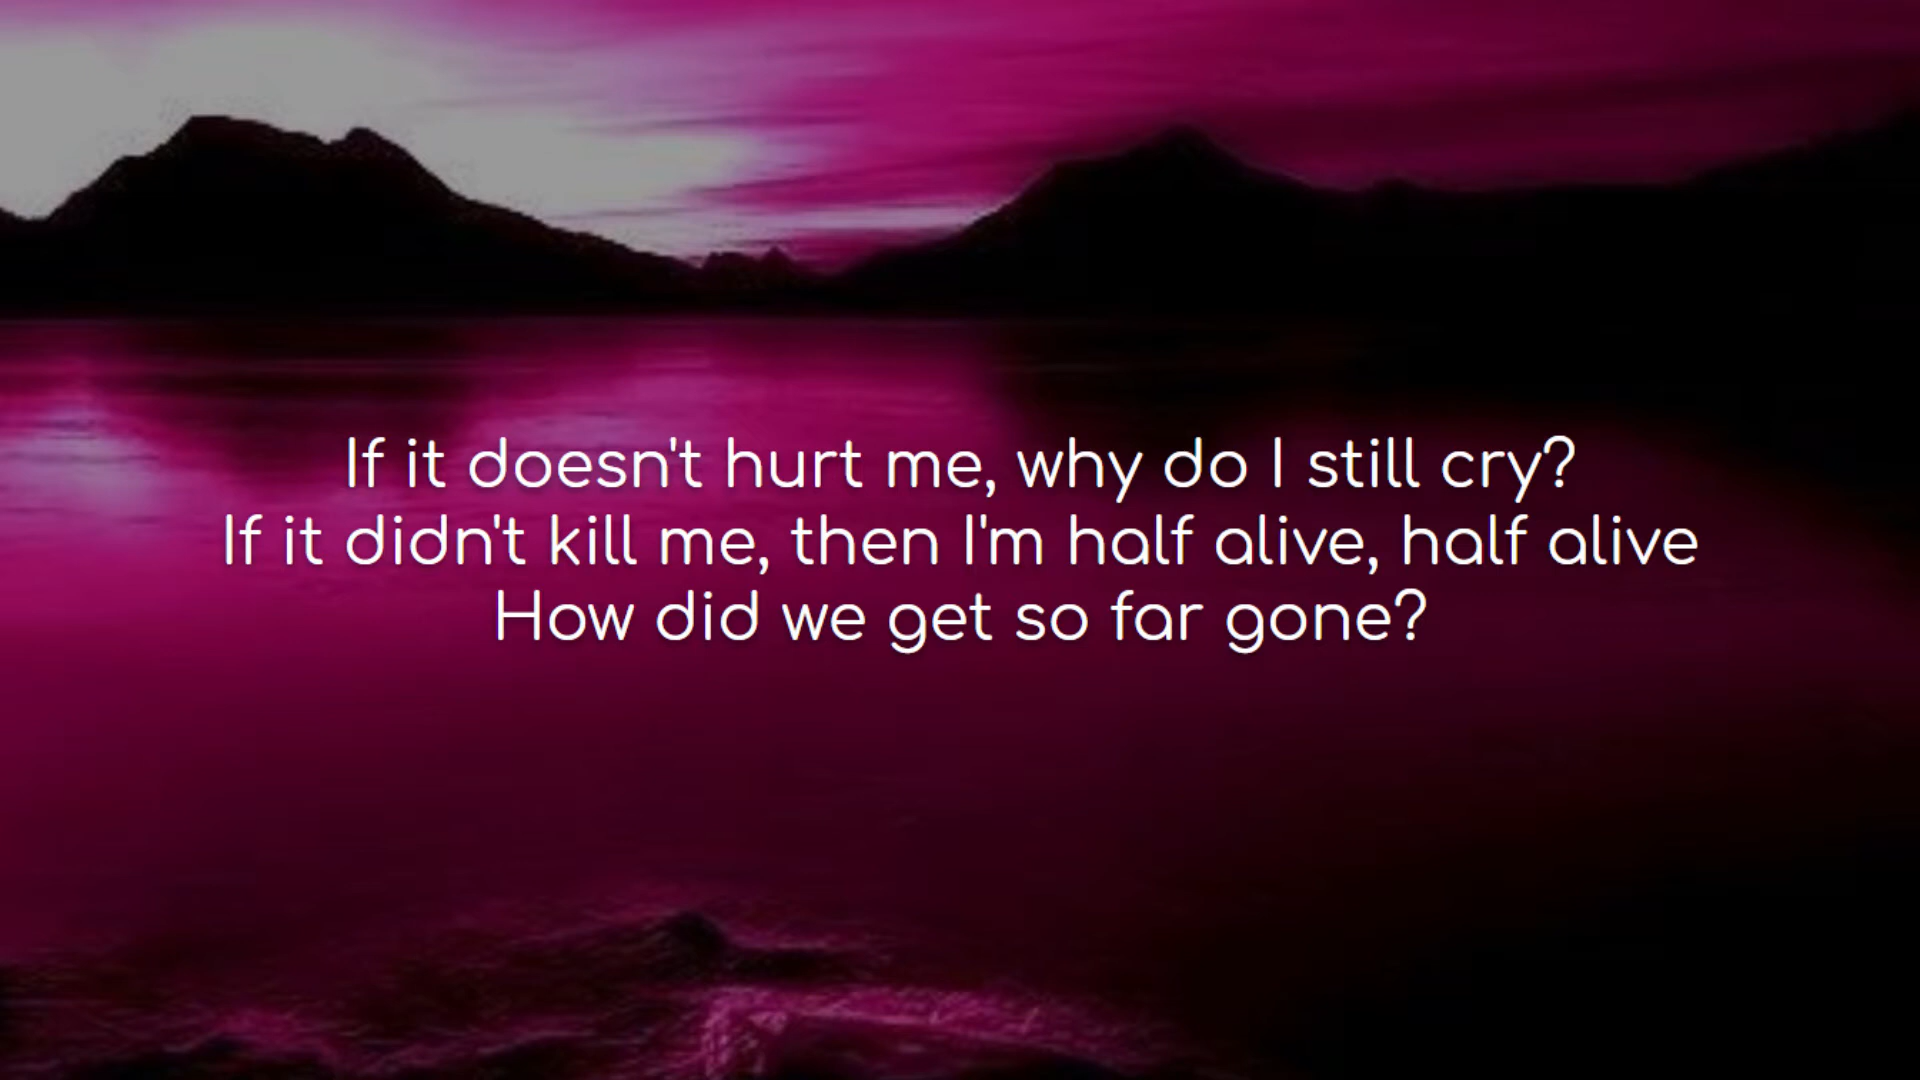 If it doesn't hurt me, why do I still cry?
If it didn't kill me, then I'm half alive, half alive
How did we get so far gone?